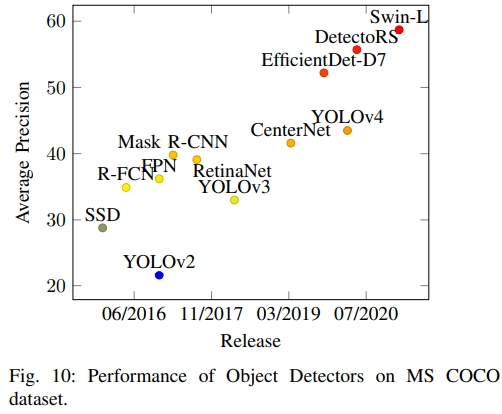 60
50
40
30
20
Average Precision
Swin-L
DetectoRS
EfficientDet-D7
YOLOv4
CenterNet
Mask R-CNN
FPN
R-FCN
RetinaNet
YOLOv3
SSD
YOLOv2
06/2016 11/2017 03/2019 07/2020
Release
Fig. 10: Performance of Object Detectors on MS COCO
dataset.